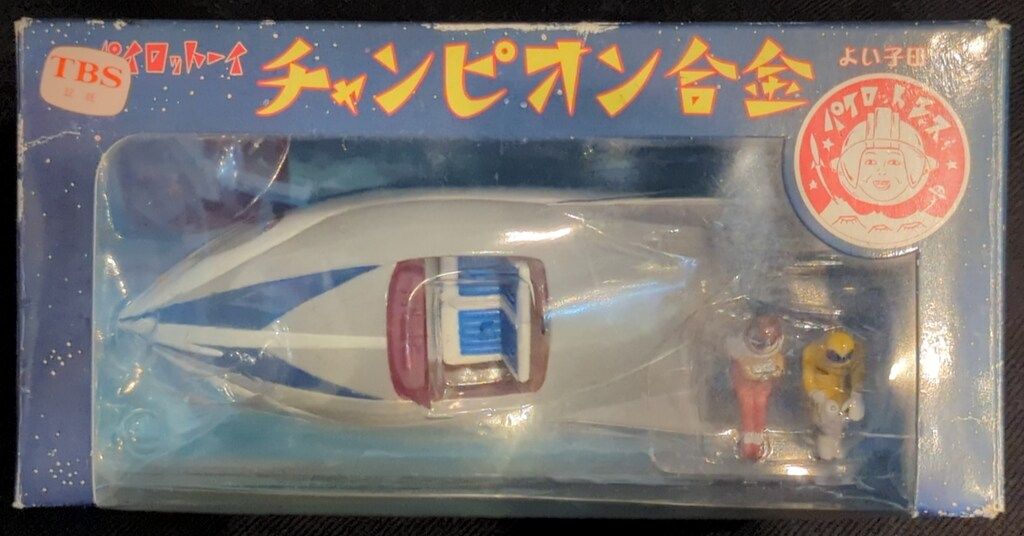 TBS
パイロットーイ
チャンピオン合金
よい子印
パイロットエース